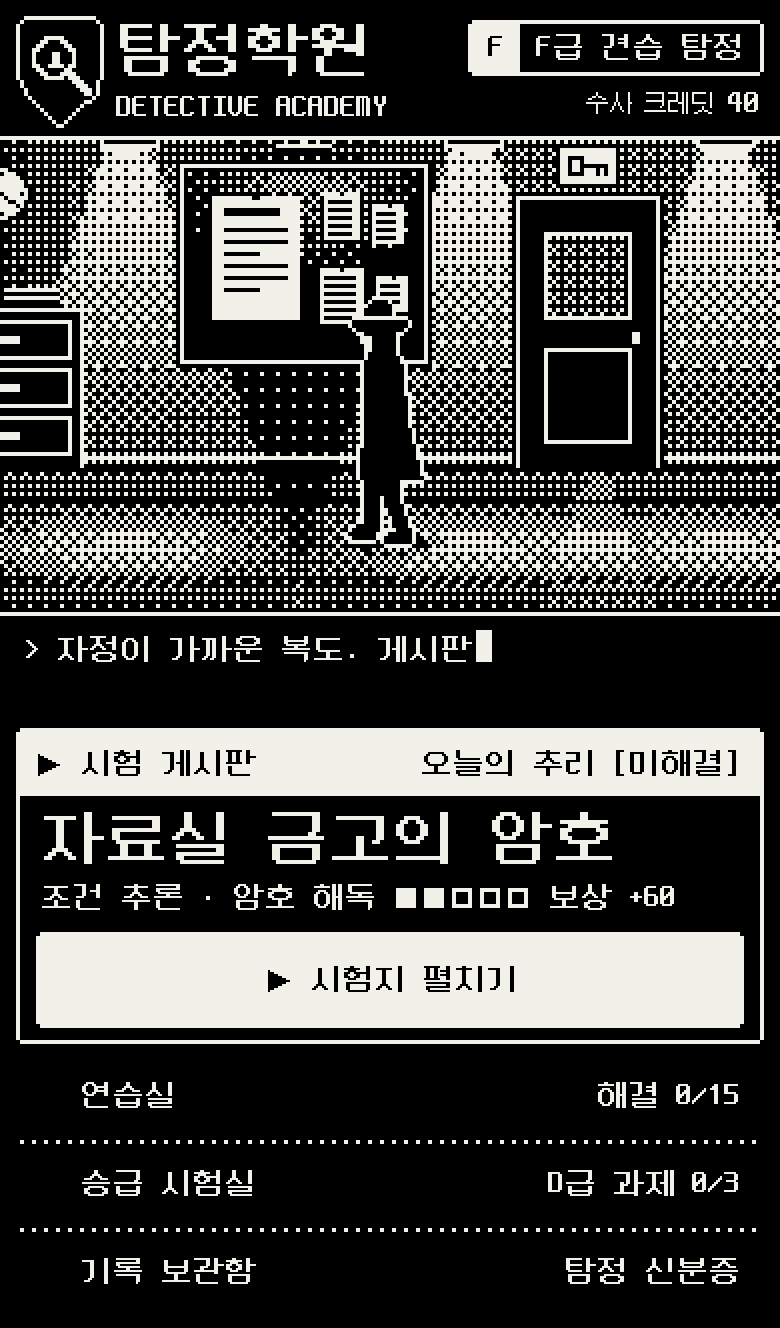 탐정학원
DETECTIVE ACADEMY
F F급 견습 탐정
수사 크레딧 40
> 자정이 가까운 복도. 게시판
▶ 시험 게시판 오늘의 추리 [미해결]
자료실 금고의 암호
조건 추론 · 암호 해독 ■■□□□ 보상 +60
▶ 시험지 펼치기
연습실 해결 0/15
승급 시험실 D급 과제 0/3
기록 보관함 탐정 신분증